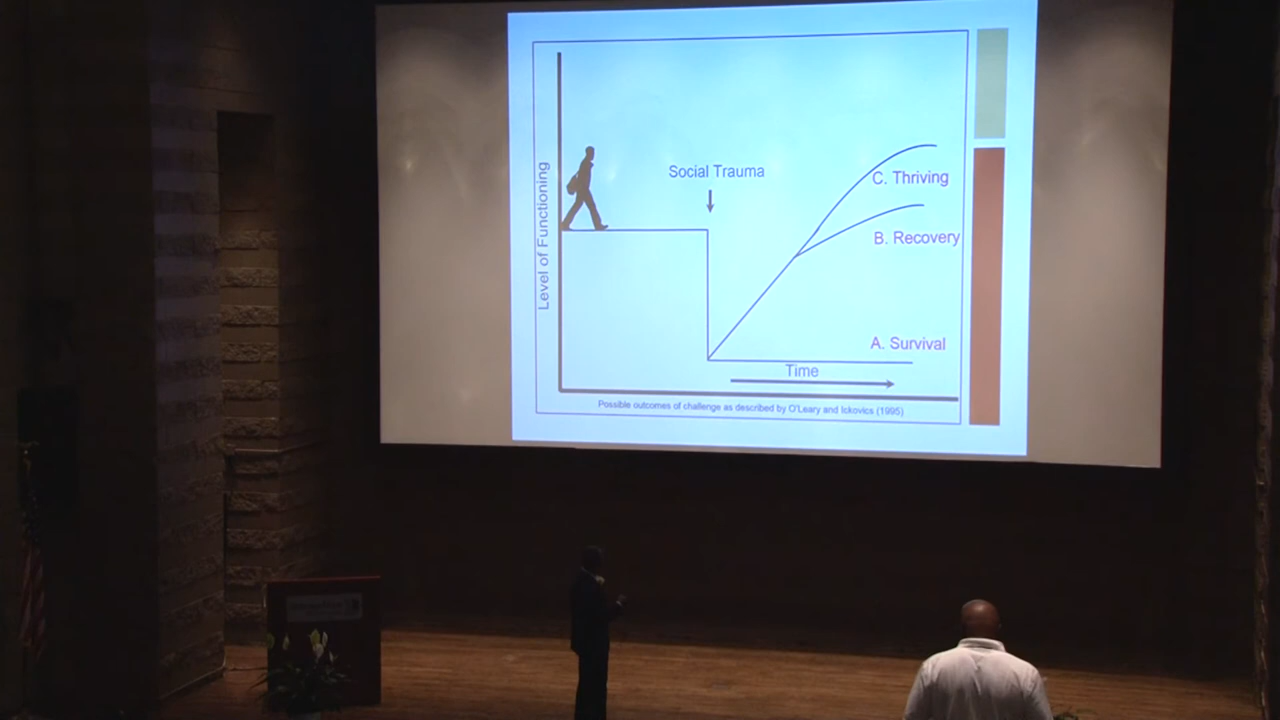 Level of Functioning
Social Trauma
C. Thriving
B. Recovery
A. Survival
Time
Possible outcomes of challenge as described by O'Leary and Ickovics (1995)